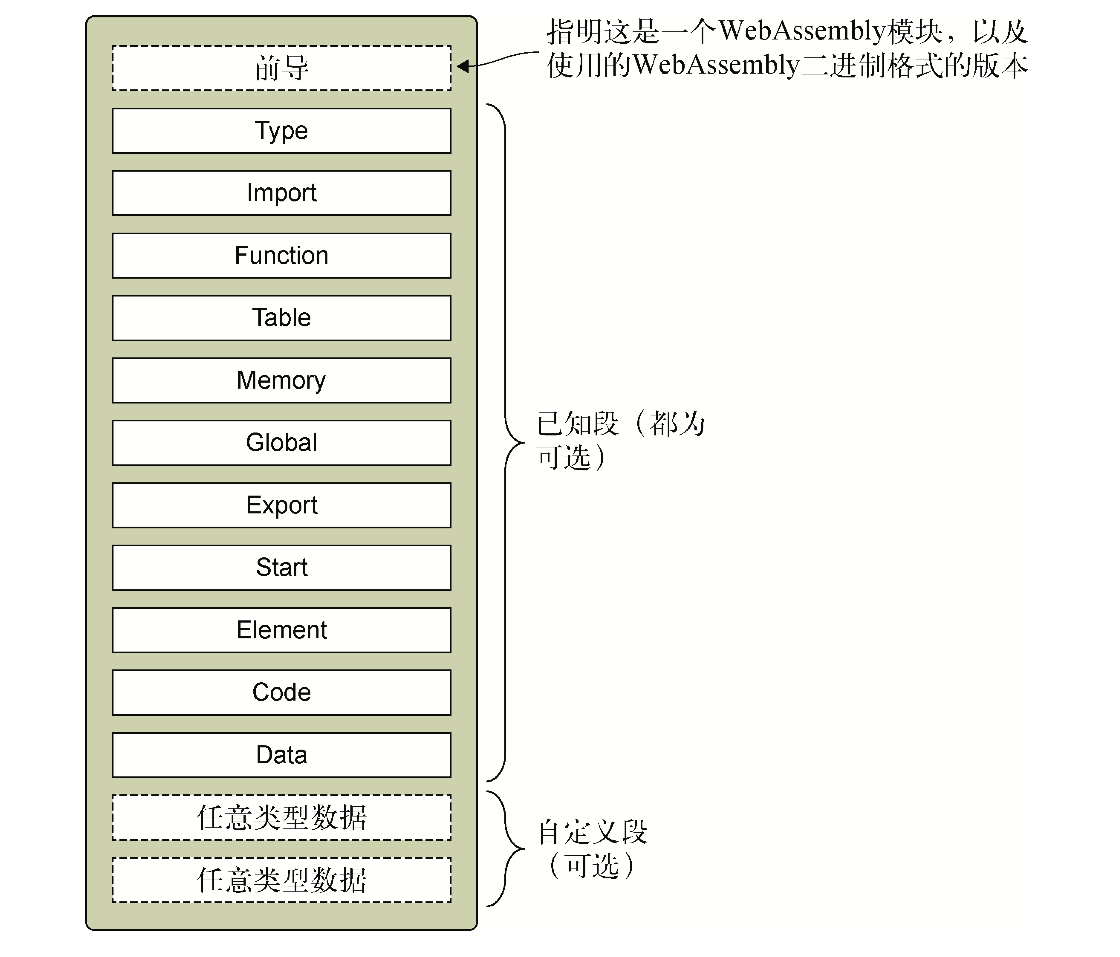 指明这是一个WebAssembly模块，以及
使用的WebAssembly二进制格式的版本
前导
Type
Import
Function
Table
Memory
Global
Export
Start
Element
Code
Data
已知段（都为
可选）
任意类型数据
任意类型数据
自定义段
（可选）